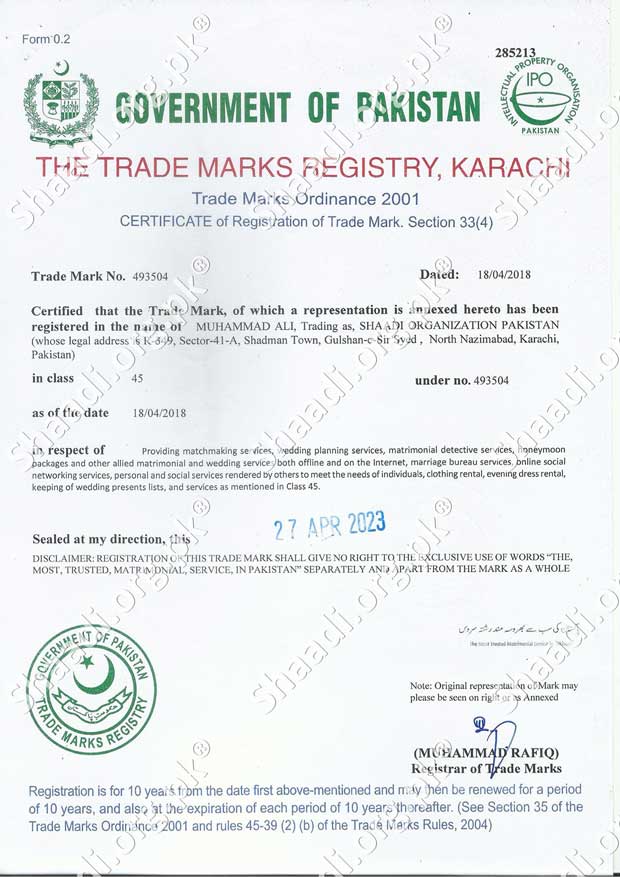 Form 0.2
285213
INTELLECTUAL PROPERTY ORGANISATION
IPO
PAKISTAN
GOVERNMENT OF PAKISTAN
THE TRADE MARKS REGISTRY, KARACHI
Trade Marks Ordinance 2001
CERTIFICATE of Registration of Trade Mark. Section 33(4)
Trade Mark No. 493504 Dated: 18/04/2018
Certified that the Trade Mark, of which a representation is annexed hereto has been
registered in the name of MUHAMMAD ALI, Trading as, SHAADI ORGANIZATION PAKISTAN
(whose legal address is K-349, Sector-41-A, Shadman Town, Gulshan-e-Sir Syed , North Nazimabad, Karachi,
Pakistan)
in class 45 under no. 493504
as of the date 18/04/2018
in respect of Providing matchmaking services, wedding planning services, matrimonial detective services, honeymoon
packages and other allied matrimonial and wedding services both offline and on the Internet, marriage bureau services, online social
networking services, personal and social services rendered by others to meet the needs of individuals, clothing rental, evening dress rental,
keeping of wedding presents lists, and services as mentioned in Class 45.
Sealed at my direction, this 27 APR 2023
DISCLAIMER: REGISTRATION OF THIS TRADE MARK SHALL GIVE NO RIGHT TO THE EXCLUSIVE USE OF WORDS “THE,
MOST, TRUSTED, MATRIMONIAL, SERVICE, IN PAKISTAN” SEPARATELY AND APART FROM THE MARK AS A WHOLE
The Most Trusted Matrimonial Service
GOVERNMENT OF PAKISTAN
TRADE MARKS REGISTRY
Note: Original representation of Mark may
please be seen on right or as Annexed
(MUHAMMAD RAFIQ)
Registrar of Trade Marks
Registration is for 10 years from the date first above-mentioned and may then be renewed for a period
of 10 years, and also at the expiration of each period of 10 years thereafter. (See Section 35 of the
Trade Marks Ordinance 2001 and rules 45-39 (2) (b) of the Trade Marks Rules, 2004)
Shaadi.org.pk®